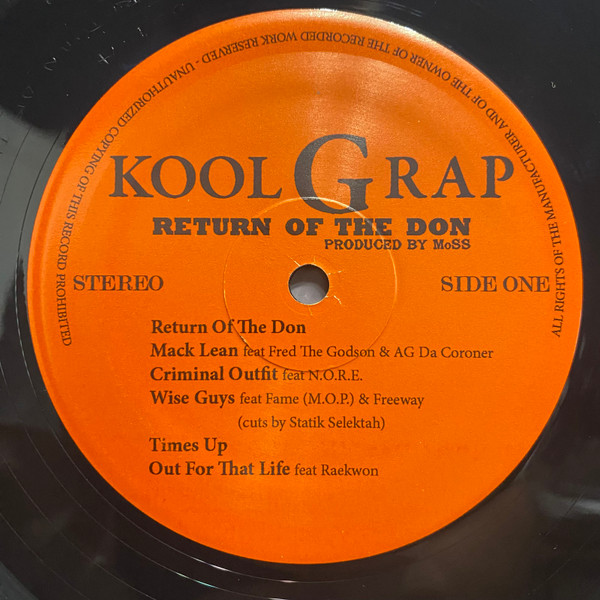 ALL RIGHTS OF THE MANUFACTURER AND OF THE OWNER OF THE RECORDED WORK RESERVED - UNAUTHORIZED COPYING OF THIS RECORD PROHIBITED
KOOL G RAP
RETURN OF THE DON
PRODUCED BY MoSS
STEREO
SIDE ONE
Return Of The Don
Mack Lean feat Fred The Godson & AG Da Coroner
Criminal Outfit feat N.O.R.E.
Wise Guys feat Fame (M.O.P.) & Freeway
(cuts by Statik Selektah)
Times Up
Out For That Life feat Raekwon